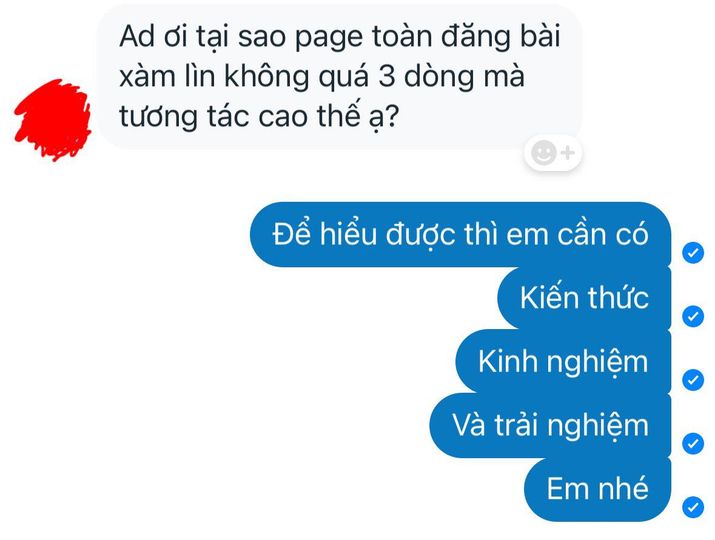 Ad ơi tại sao page toàn đăng bài
xàm lìn không quá 3 dòng mà
tương tác cao thế ạ?
Để hiểu được thì em cần có
Kiến thức
Kinh nghiệm
Và trải nghiệm
Em nhé